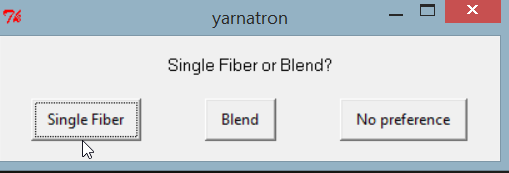 yarnatron
Single Fiber or Blend?
Single Fiber Blend No preference